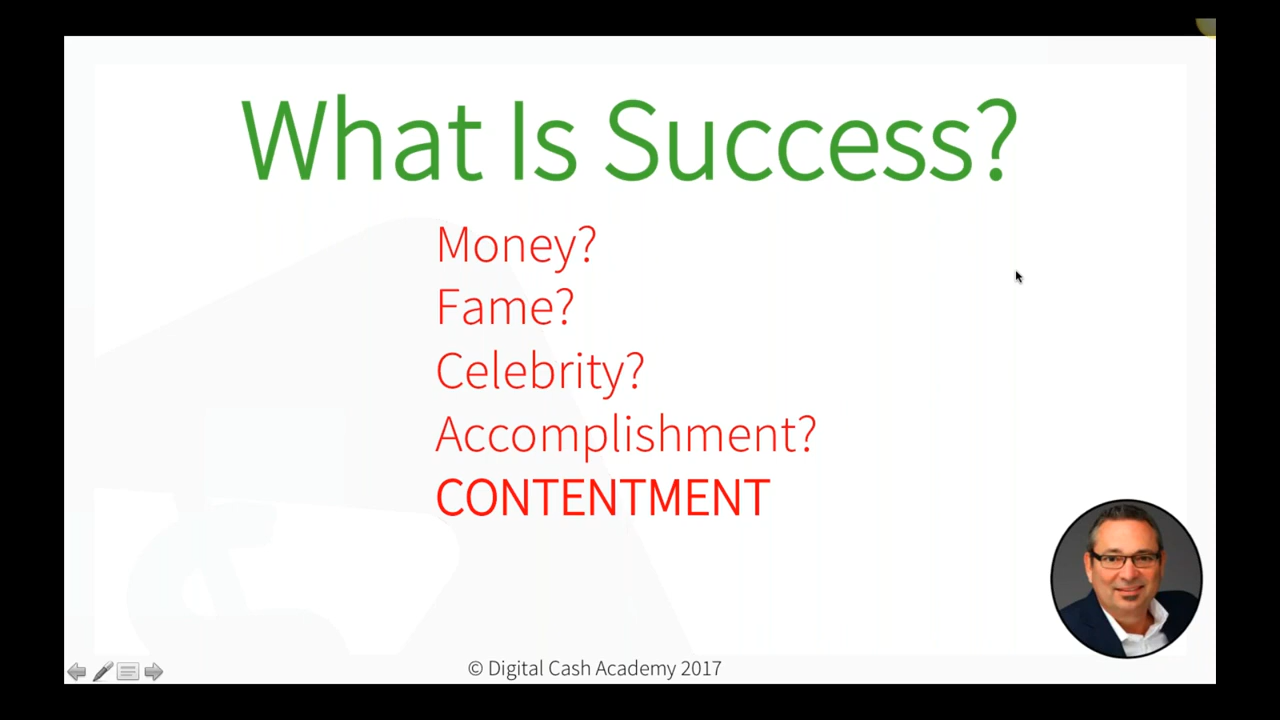 What Is Success?
Money?
Fame?
Celebrity?
Accomplishment?
CONTENTMENT
© Digital Cash Academy 2017